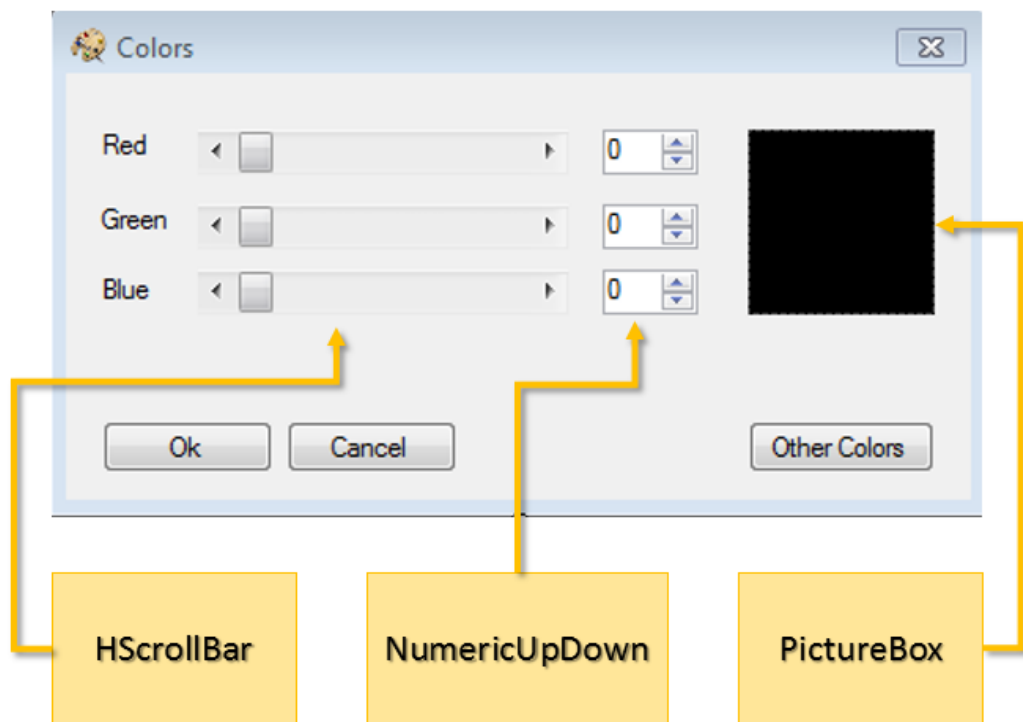 Colors
Red 0
Green 0
Blue 0
Ok Cancel Other Colors
HScrollBar NumericUpDown PictureBox